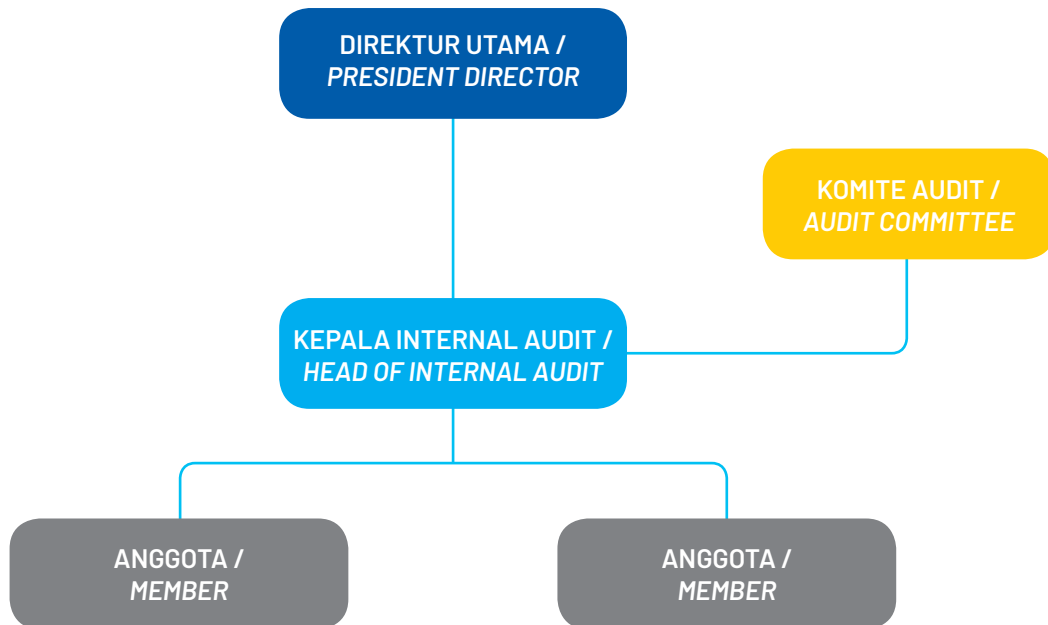 DIREKTUR UTAMA /
PRESIDENT DIRECTOR
KOMITE AUDIT /
AUDIT COMMITTEE
KEPALA INTERNAL AUDIT /
HEAD OF INTERNAL AUDIT
ANGGOTA /
MEMBER
ANGGOTA /
MEMBER